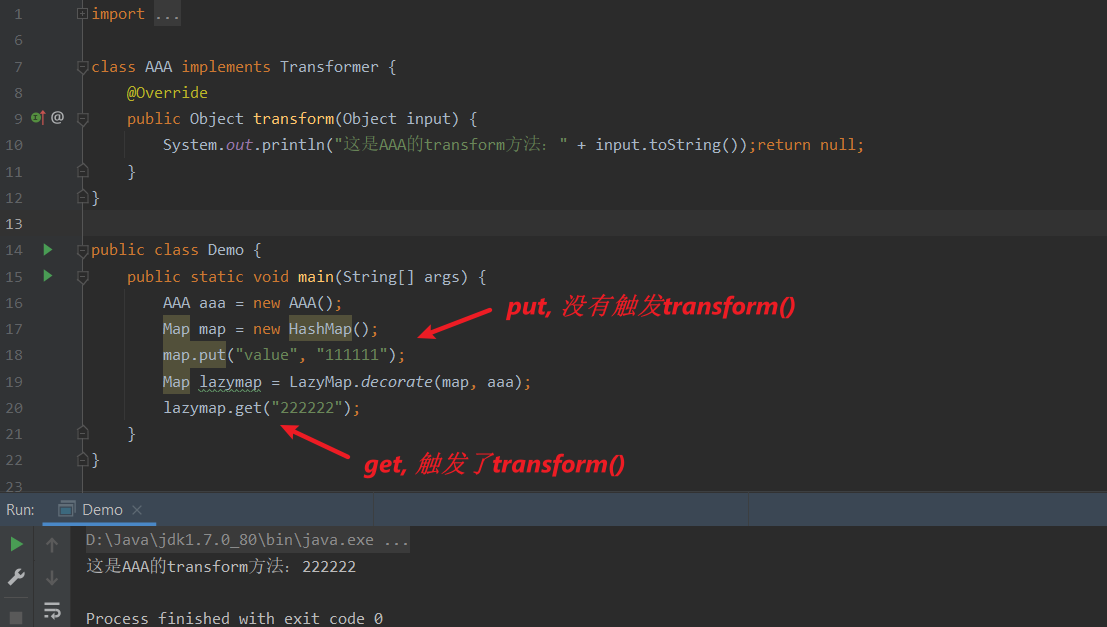 1 import ...
6
7 class AAA implements Transformer {
8 @Override
9 @ public Object transform(Object input) {
10 System.out.println("这是AAA的transform方法：" + input.toString());return null;
11 }
12 }
13
14 public class Demo {
15 public static void main(String[] args) {
16 AAA aaa = new AAA();
put, 没有触发transform()
17 Map map = new HashMap();
18 map.put("value", "111111");
19 Map lazymap = LazyMap.decorate(map, aaa);
20 lazymap.get("222222");
21 }
get, 触发了transform()
22 }
23
Run: Demo
D:\Java\jdk1.7.0_80\bin\java.exe ...
这是AAA的transform方法：222222
Process finished with exit code 0